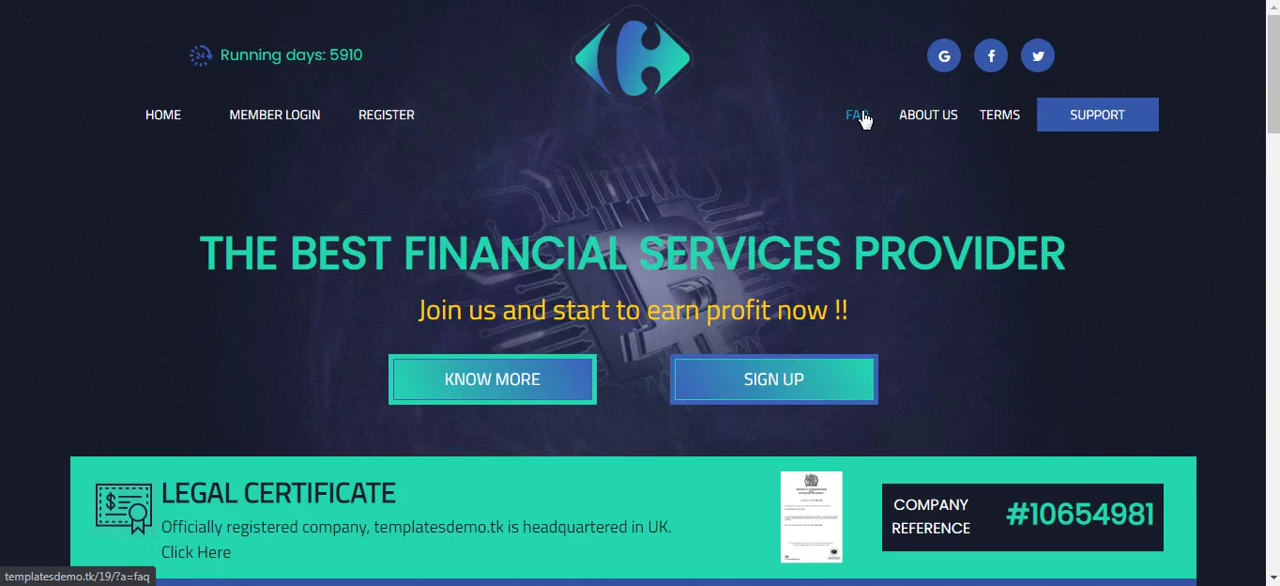 Running days: 5910
HOME
MEMBER LOGIN
REGISTER
ABOUT US
TERMS
SUPPORT
THE BEST FINANCIAL SERVICES PROVIDER
Join us and start to earn profit now !!
KNOW MORE
SIGN UP
LEGAL CERTIFICATE
Officially registered company, templatesdemo.tk is headquartered in UK.
Click Here
COMPANY
REFERENCE
#10654981
templatesdemo.tk/19/?a=faq